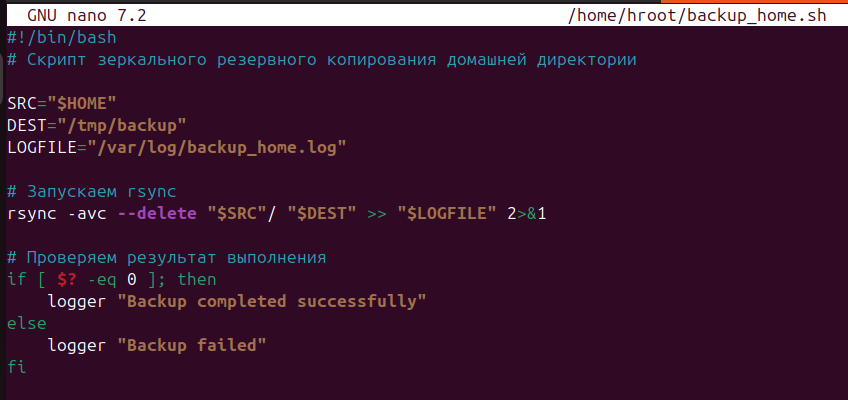 GNU nano 7.2 /home/hroot/backup_home.sh
#!/bin/bash
# Скрипт зеркального резервного копирования домашней директории
SRC="$HOME"
DEST="/tmp/backup"
LOGFILE="/var/log/backup_home.log"
# Запускаем rsync
rsync -avc --delete "$SRC"/ "$DEST" >> "$LOGFILE" 2>&1
# Проверяем результат выполнения
if [ $? -eq 0 ]; then
    logger "Backup completed successfully"
else
    logger "Backup failed"
fi